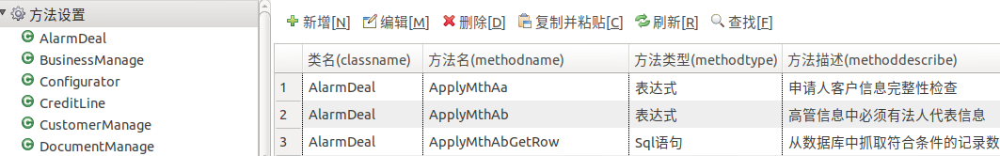 方法设置
AlarmDeal
BusinessManage
Configurator
CreditLine
CustomerManage
DocumentManage
新增[N] 编辑[M] 删除[D] 复制并粘贴[C] 刷新[R] 查找[F]
类名(classname) 方法名(methodname) 方法类型(methodtype) 方法描述(methoddescribe)
1 AlarmDeal ApplyMthAa 表达式 申请人客户信息完整性检查
2 AlarmDeal ApplyMthAb 表达式 高管信息中必须有法人代表信息
3 AlarmDeal ApplyMthAbGetRow Sql语句 从数据库中抓取符合条件的记录数